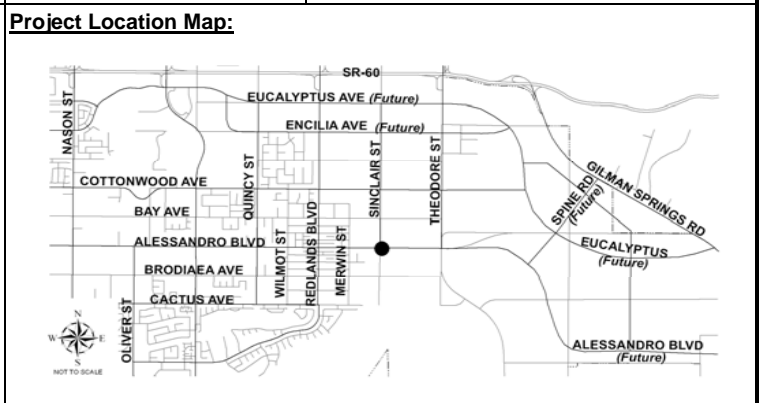 Project Location Map:
SR-60
EUCALYPTUS AVE (Future)
ENCILIA AVE (Future)
NASON ST
COTTONWOOD AVE
QUINCY ST
SINCLAIR ST
THEODORE ST
GILMAN SPRINGS RD
SPINE RD
(Future)
BAY AVE
REDLANDS BLVD
ALESSANDRO BLVD
WILMOT ST
MERWIN ST
EUCALYPTUS
(Future)
BRODIAEA AVE
CACTUS AVE
OLIVER ST
N
W
E
S
NOT TO SCALE
ALESSANDRO BLVD
(Future)